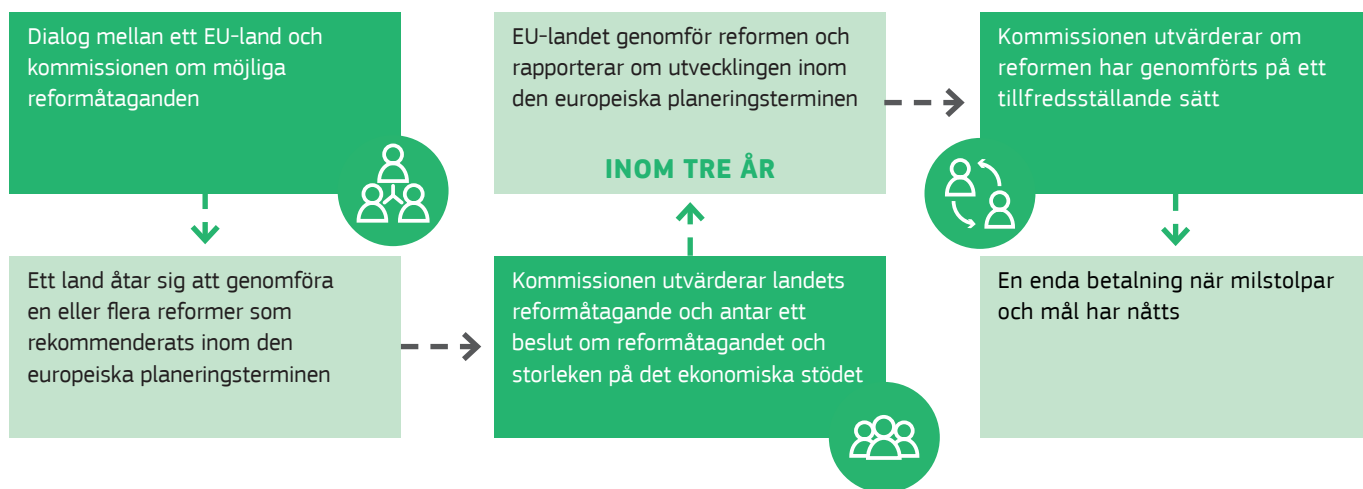 Dialog mellan ett EU-land och
kommissionen om möjliga
reformåtaganden
Ett land åtar sig att genomföra
en eller flera reformer som
rekommenderats inom den
europeiska planeringsterminen
Kommissionen utvärderar landets
reformåtagande och antar ett
beslut om reformåtagandet och
storleken på det ekonomiska stödet
EU-landet genomför reformen och
rapporterar om utvecklingen inom
den europeiska planeringsterminen
INOM TRE ÅR
Kommissionen utvärderar om
reformen har genomförts på ett
tillfredsställande sätt
En enda betalning när milstolpar
och mål har nåtts